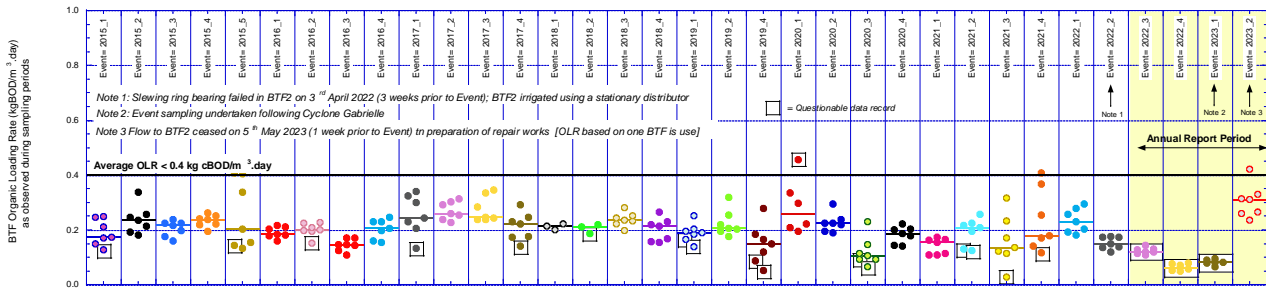 BTF Organic Loading Rate (kgBOD/m ³.day)
as observed during sampling periods
1.0
0.8
0.6
0.4
0.2
0.0
Event= 2015_1
Event= 2015_2
Event= 2015_3
Event= 2015_4
Event= 2015_5
Event= 2016_1
Event= 2016_2
Event= 2016_3
Event= 2016_4
Event= 2017_1
Event= 2017_2
Event= 2017_3
Event= 2017_4
Event= 2018_1
Event= 2018_2
Event= 2018_3
Event= 2018_4
Event= 2019_1
Event= 2019_2
Event= 2019_4
Event= 2020_1
Event= 2020_2
Event= 2020_3
Event= 2020_4
Event= 2021_1
Event= 2021_2
Event= 2021_3
Event= 2021_4
Event= 2022_1
Event= 2022_2
Event= 2022_3
Event= 2022_4
Event= 2023_1
Event= 2023_2
Note 1: Slewing ring bearing failed in BTF2 on 3 rd April 2022 (3 weeks prior to Event); BTF2 irrigated using a stationary distributor
Note 2: Event sampling undertaken following Cyclone Gabrielle
Note 3 Flow to BTF2 ceased on 5 th May 2023 (1 week prior to Event) tn preparation of repair works [OLR based on one BTF is use]
= Questionable data record
Note 1
Note 2
Note 3
Annual Report Period
Average OLR < 0.4 kg cBOD/m ³.day